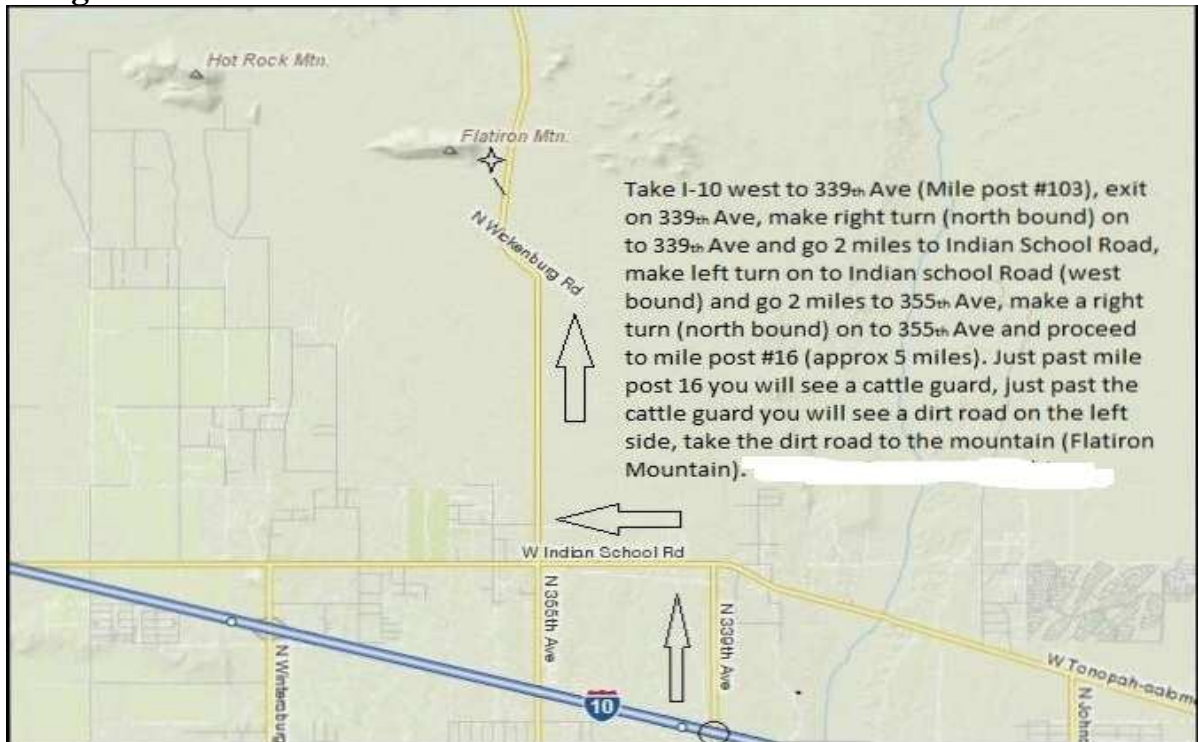 Hot Rock Mtn.
Flatiron Mtn.
Take I-10 west to 339th Ave (Mile post #103), exit
on 339th Ave, make right turn (north bound) on
to 339th Ave and go 2 miles to Indian School Road,
make left turn on to Indian school Road (west
bound) and go 2 miles to 355th Ave, make a right
turn (north bound) on to 355th Ave and proceed
to mile post #16 (approx 5 miles). Just past mile
post 16 you will see a cattle guard, just past the
cattle guard you will see a dirt road on the left
side, take the dirt road to the mountain (Flatiron
Mountain).
N Wickenburg Rd
W Indian School Rd
N 355th Ave
N 339th Ave
W Tonopah-salom
N Wintersburg
N Johns
10